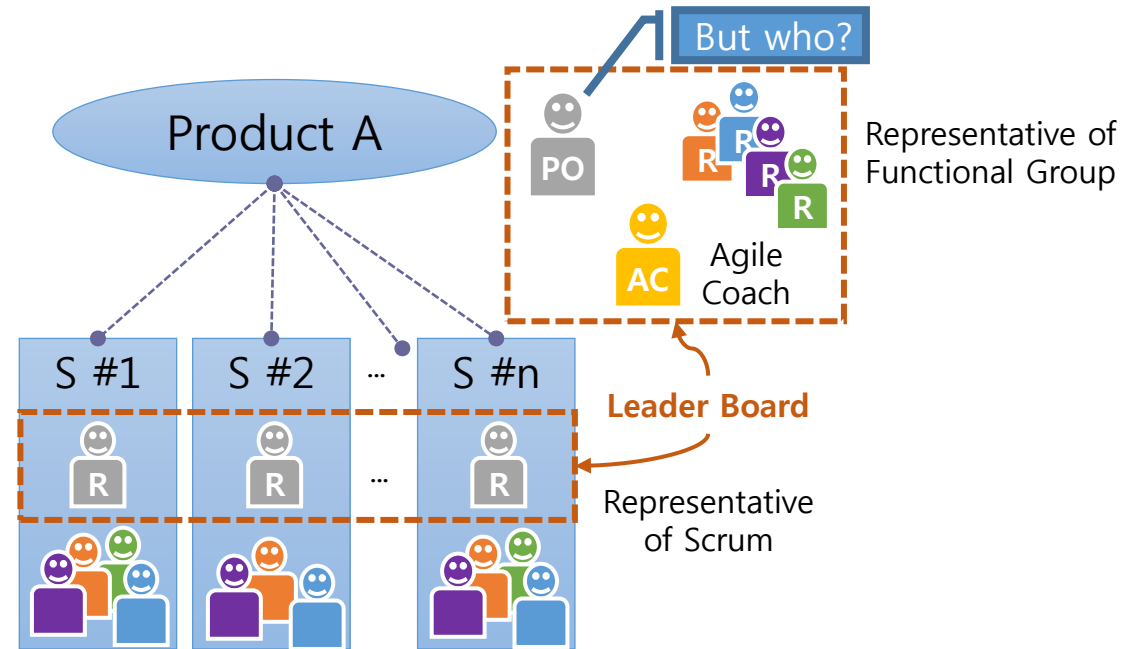 But who?
Product A
PO
R
R
R
R
Representative of
Functional Group
AC
Agile
Coach
S #1
S #2
...
S #n
Leader Board
R
R
...
R
Representative
of Scrum